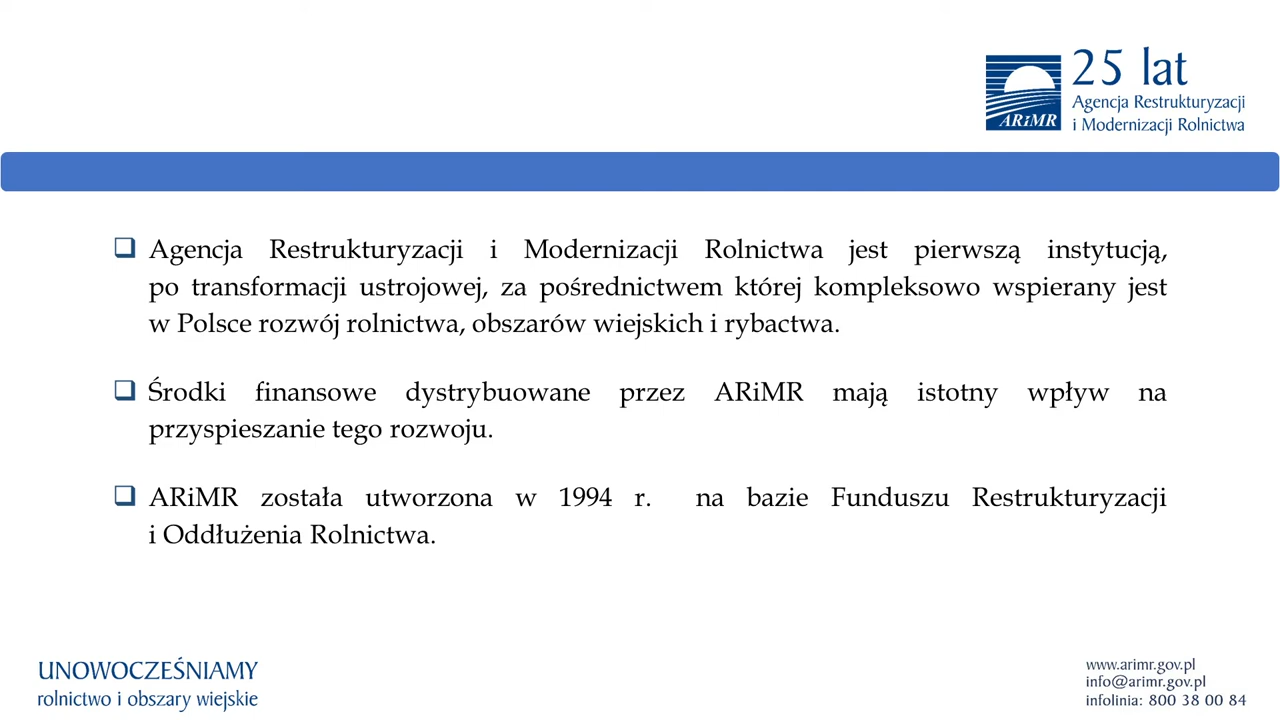 25 lat
Agencja Restrukturyzacji
i Modernizacji Rolnictwa
ARiMR
❑ Agencja Restrukturyzacji i Modernizacji Rolnictwa jest pierwszą instytucją,
po transformacji ustrojowej, za pośrednictwem której kompleksowo wspierany jest
w Polsce rozwój rolnictwa, obszarów wiejskich i rybactwa.
❑ Środki finansowe dystrybuowane przez ARiMR mają istotny wpływ na
przyspieszanie tego rozwoju.
❑ ARiMR została utworzona w 1994 r. na bazie Funduszu Restrukturyzacji
i Oddłużenia Rolnictwa.
UNOWOCZEŚNIAMY
rolnictwo i obszary wiejskie
www.arimr.gov.pl
info@arimr.gov.pl
infolinia: 800 38 00 84